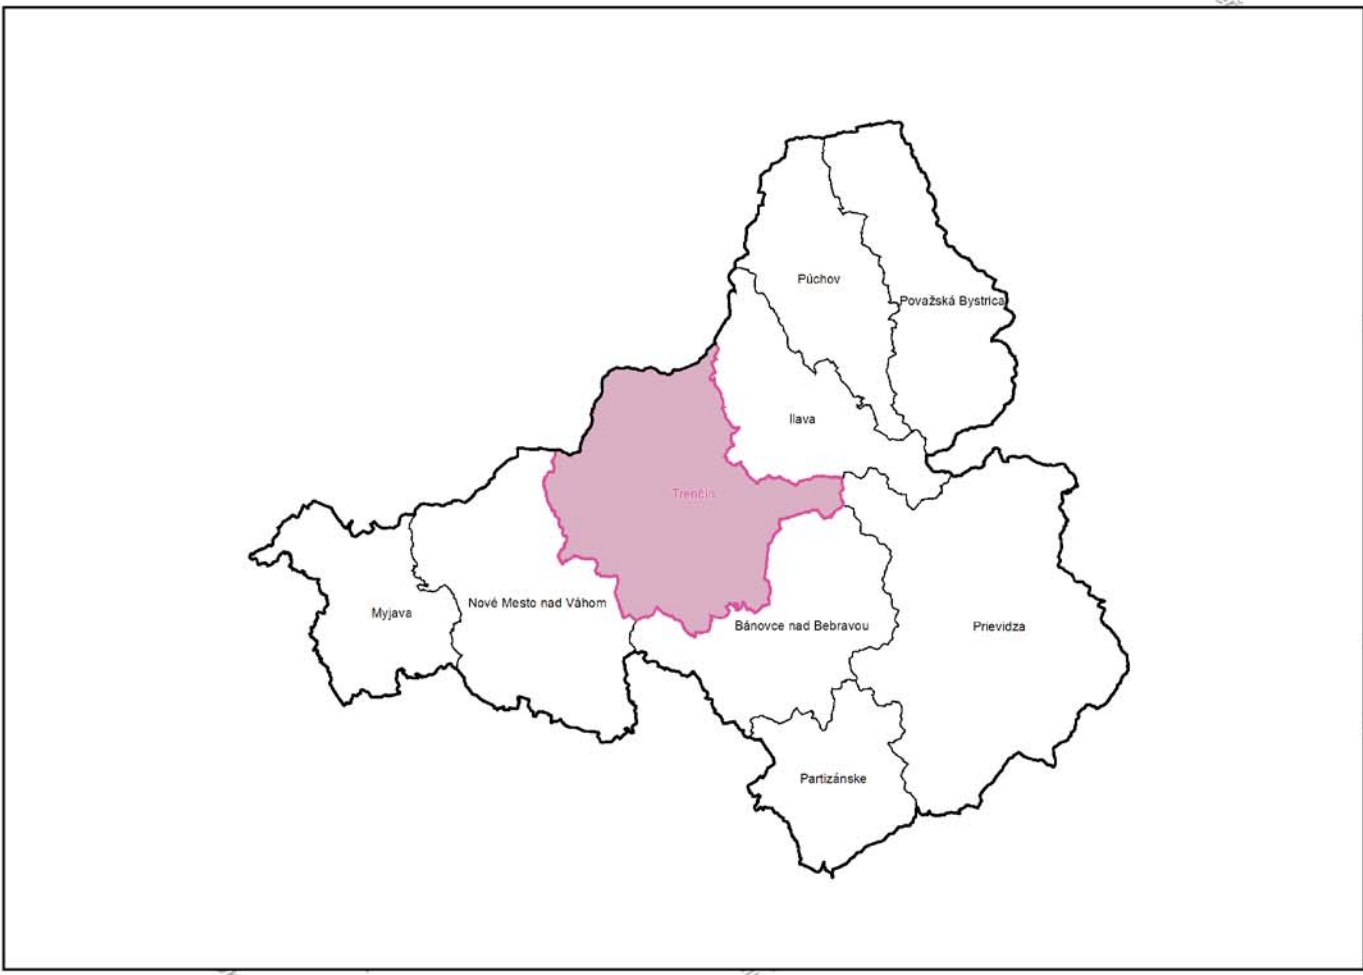 Púchov
Považská Bystrica
Ilava
Trenčín
Nové Mesto nad Váhom
Myjava
Bánovce nad Bebravou
Prievidza
Partizánske